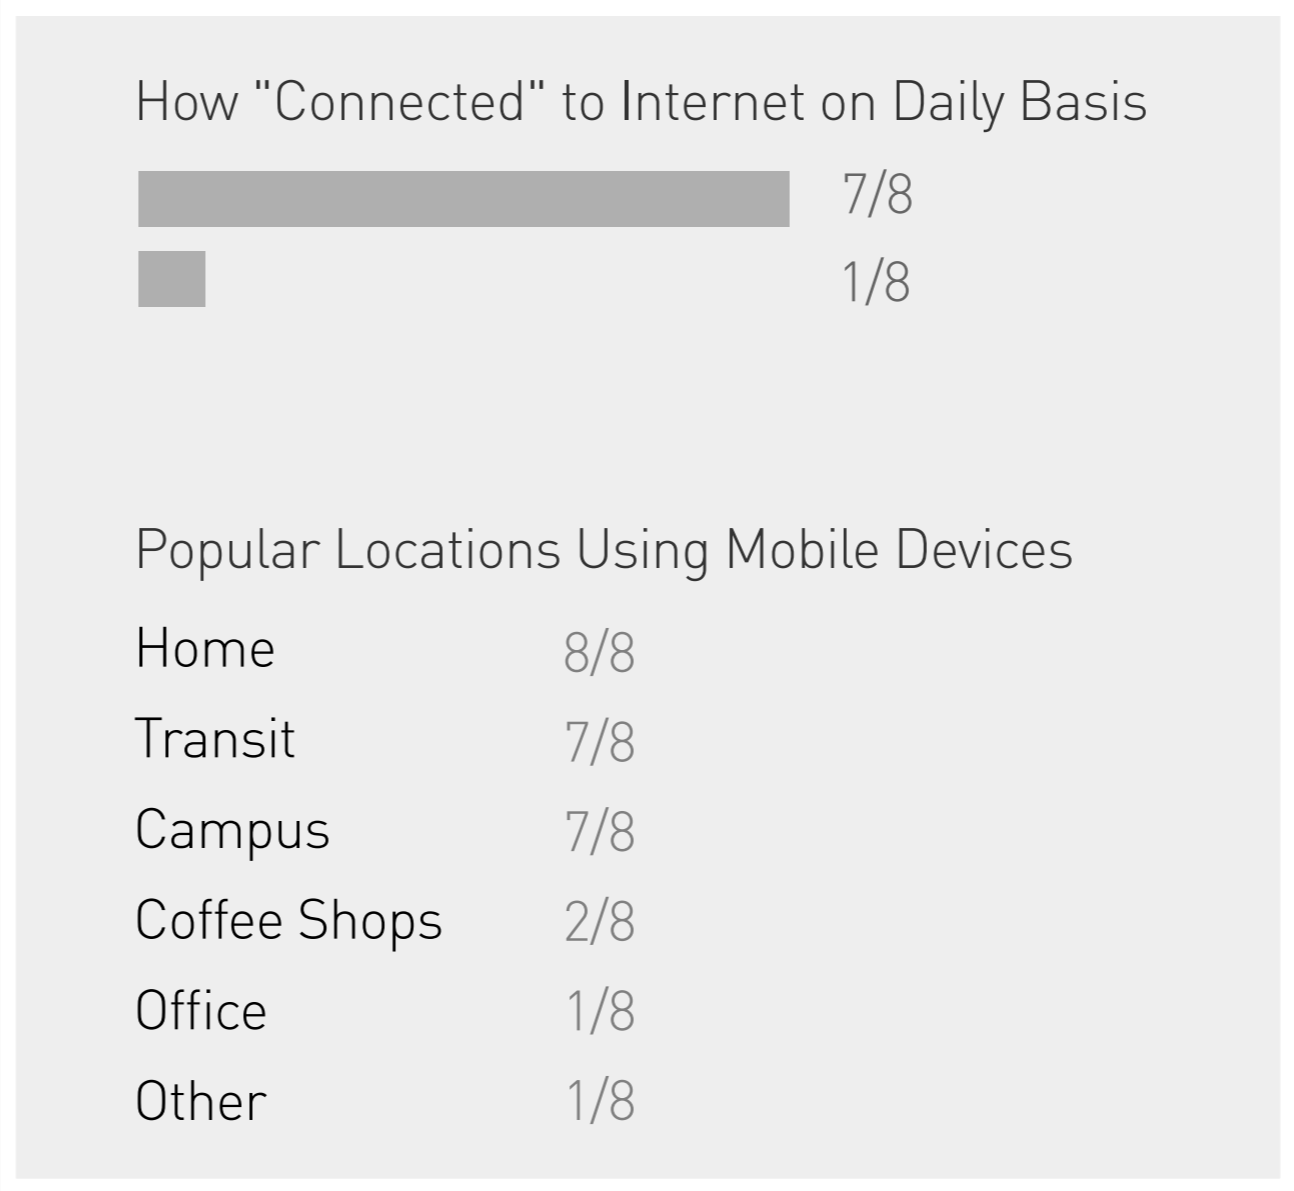 How "Connected" to Internet on Daily Basis
7/8
1/8
Popular Locations Using Mobile Devices
Home 8/8
Transit 7/8
Campus 7/8
Coffee Shops 2/8
Office 1/8
Other 1/8